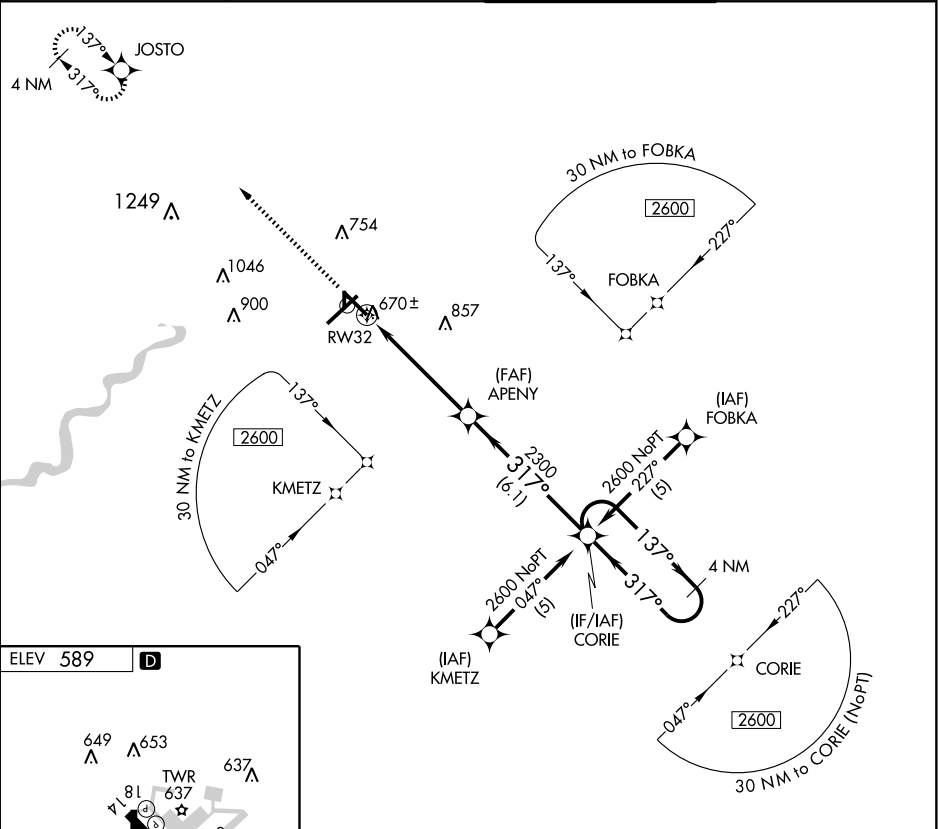 137°
JOSTO
4 NM
317°
30 NM to FOBKA
1249
754
2600
227°
1046
137°
FOBKA
900
670±
857
RW32
(FAF)
APENY
137°
(IAF)
FOBKA
30 NM to KMETZ
2600
2300
317°
(6.1)
2600 NoPT
227°
(5)
KMETZ
047°
137°
4 NM
317°
2600 NoPT
047°
(5)
(IF/IAF)
CORIE
227°
(IAF)
KMETZ
CORIE
047°
2600
30 NM to CORIE (NoPT)
ELEV 589 D
649
653
637
TWR
637
18
14
P
P